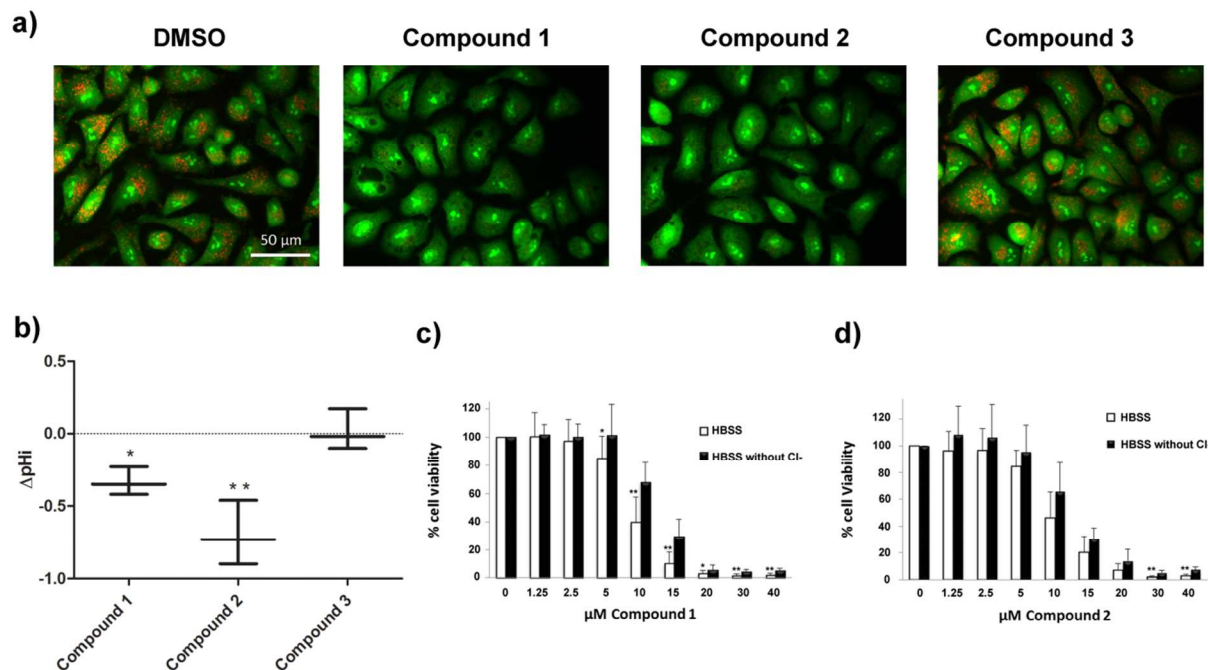 a)
DMSO Compound 1 Compound 2 Compound 3
50 µm
b)
0.5
0.0
-0.5
-1.0
ΔpHi
*
**
Compound 1
Compound 2
Compound 3
c)
120
100
80
60
40
20
0
% cell viability
HBSS
HBSS without Cl-
*
**
**
*
**
**
0 1.25 2.5 5 10 15 20 30 40
µM Compound 1
d)
120
100
80
60
40
20
0
% cell Viability
HBSS
HBSS without Cl
**
**
0 1.25 2.5 5 10 15 20 30 40
µM Compound 2